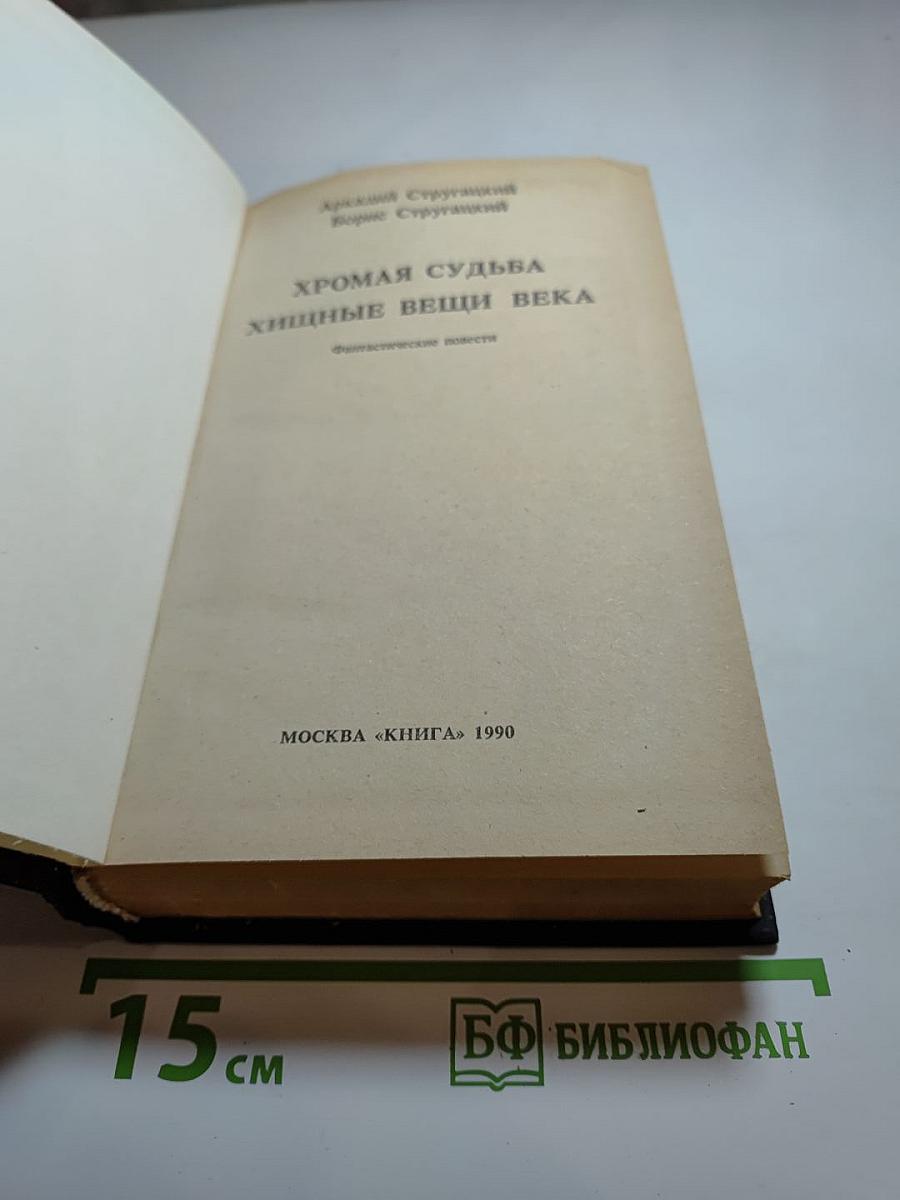 Аркадий Стругацкий
Борис Стругацкий
ХРОМАЯ СУДЬБА
ХИЩНЫЕ ВЕЩИ ВЕКА
Фантастические повести
МОСКВА «КНИГА» 1990
15 см
БФ БИБЛИОФАН